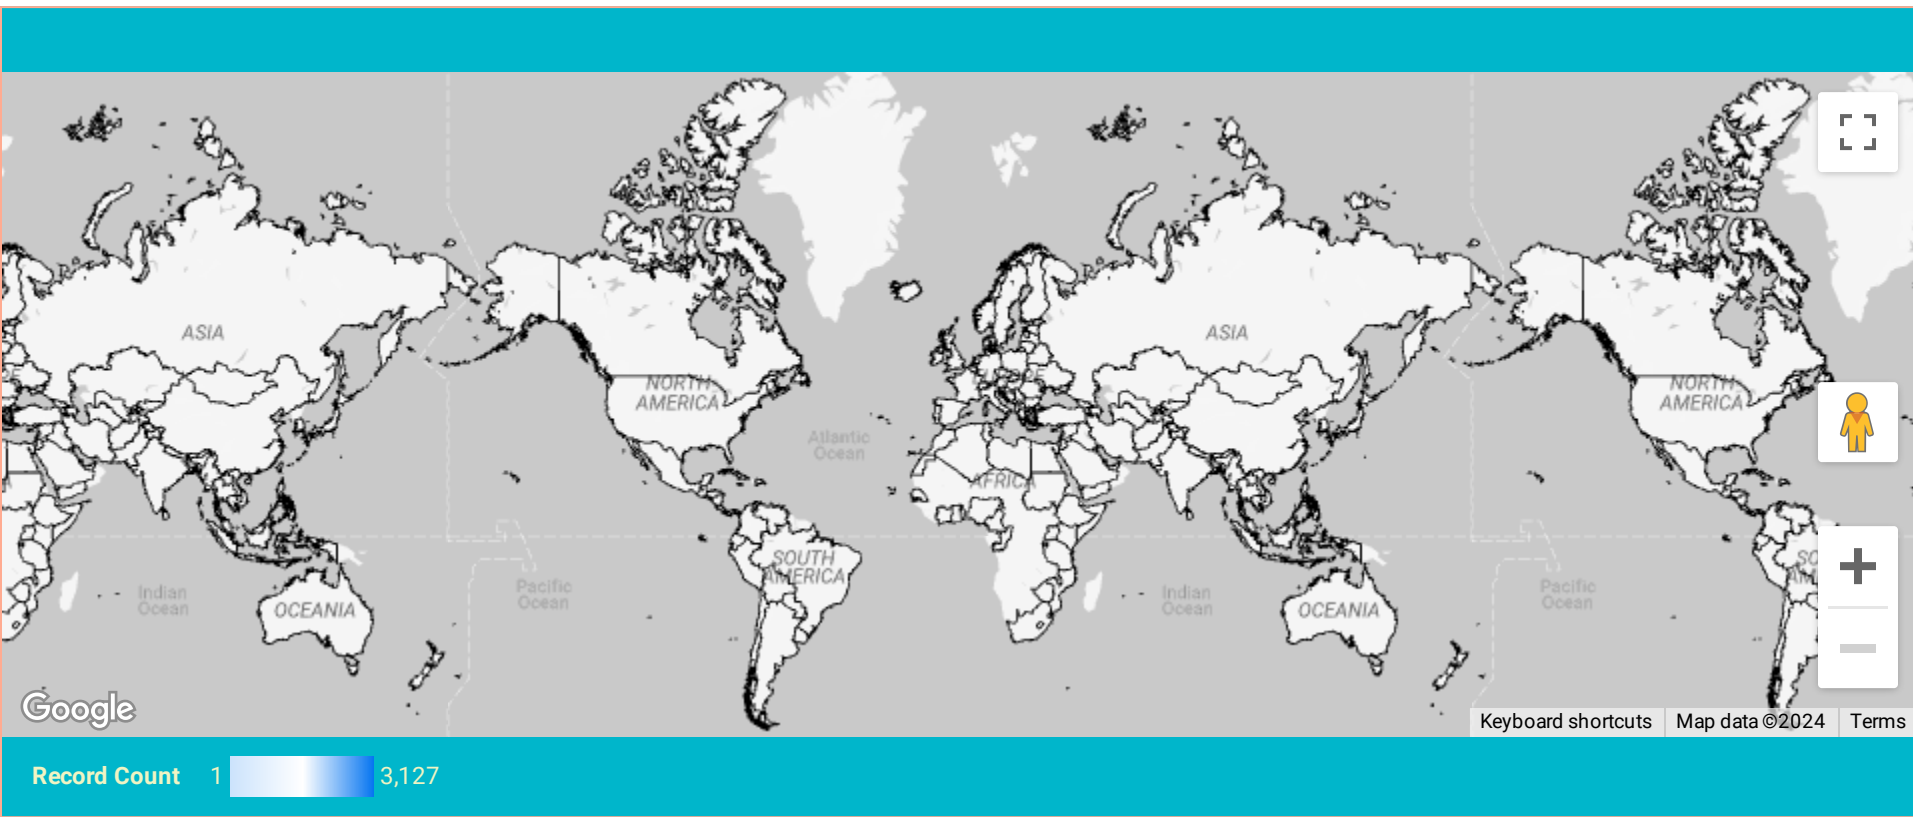 ASIA
NORTH
AMERICA
Atlantic
Ocean
AFRICA
SOUTH
AMERICA
Indian
Ocean
Pacific
Ocean
OCEANIA
EUROPE
ASIA
NORTH
AMERICA
Indian
Ocean
Pacific
Ocean
OCEANIA
Google
Keyboard shortcuts
Map data ©2024
Terms
Record Count 1 3,127